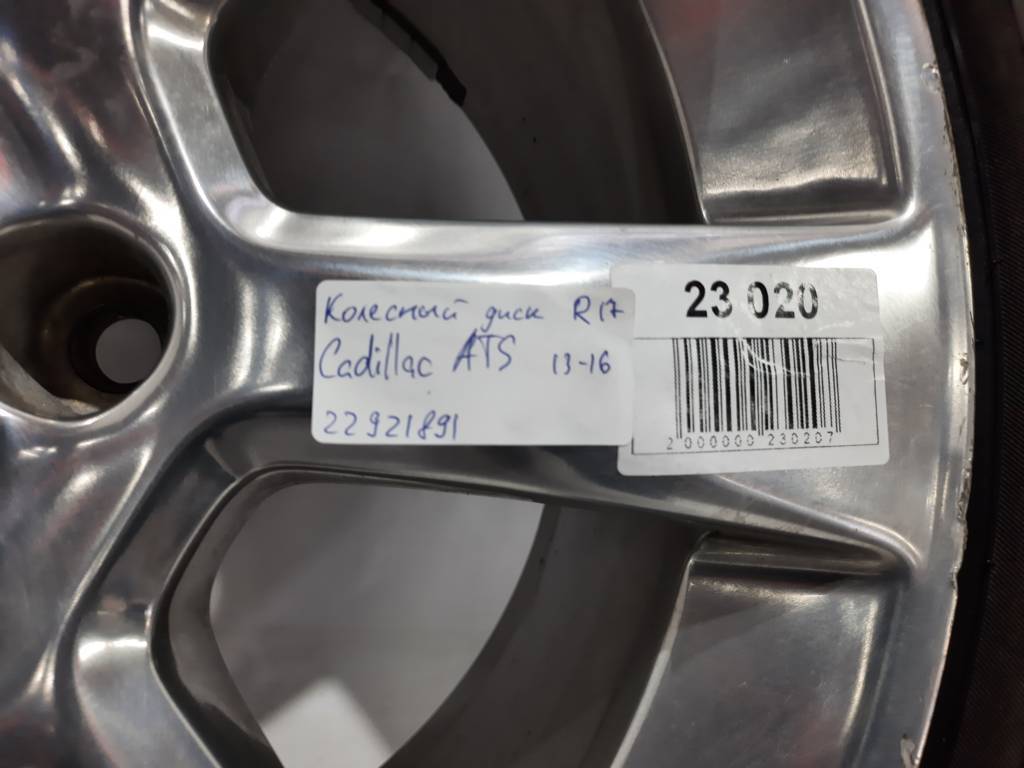 Колесный диск R17
Cadillac ATS 13-16
22921891
23 020
2 000000 230207